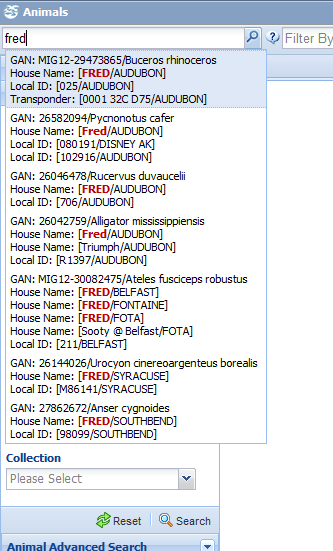 Animals
fred
Filter By
GAN: MIG12-29473865/Buceros rhinoceros
House Name: [FRED/AUDUBON]
Local ID: [025/AUDUBON]
Transponder: [0001 32C D75/AUDUBON]
GAN: 26582094/Pycnonotus cafer
House Name: [Fred/AUDUBON]
Local ID: [080191/DISNEY AK]
Local ID: [102916/AUDUBON]
GAN: 26046478/Rucervus duvaucelii
House Name: [FRED/AUDUBON]
Local ID: [706/AUDUBON]
GAN: 26042759/Alligator mississippiensis
House Name: [Fred/AUDUBON]
House Name: [Triumph/AUDUBON]
Local ID: [R1397/AUDUBON]
GAN: MIG12-30082475/Ateles fusciceps robustus
House Name: [FRED/BELFAST]
House Name: [FRED/FONTAINE]
House Name: [FRED/FOTA]
House Name: [Sooty @ Belfast/FOTA]
Local ID: [211/BELFAST]
GAN: 26144026/Urocyon cinereoargenteus borealis
House Name: [FRED/SYRACUSE]
Local ID: [M86141/SYRACUSE]
GAN: 27862672/Anser cygnoides
House Name: [FRED/SOUTHBEND]
Local ID: [98099/SOUTHBEND]
Collection
Please Select
Reset Search
Animal Advanced Search